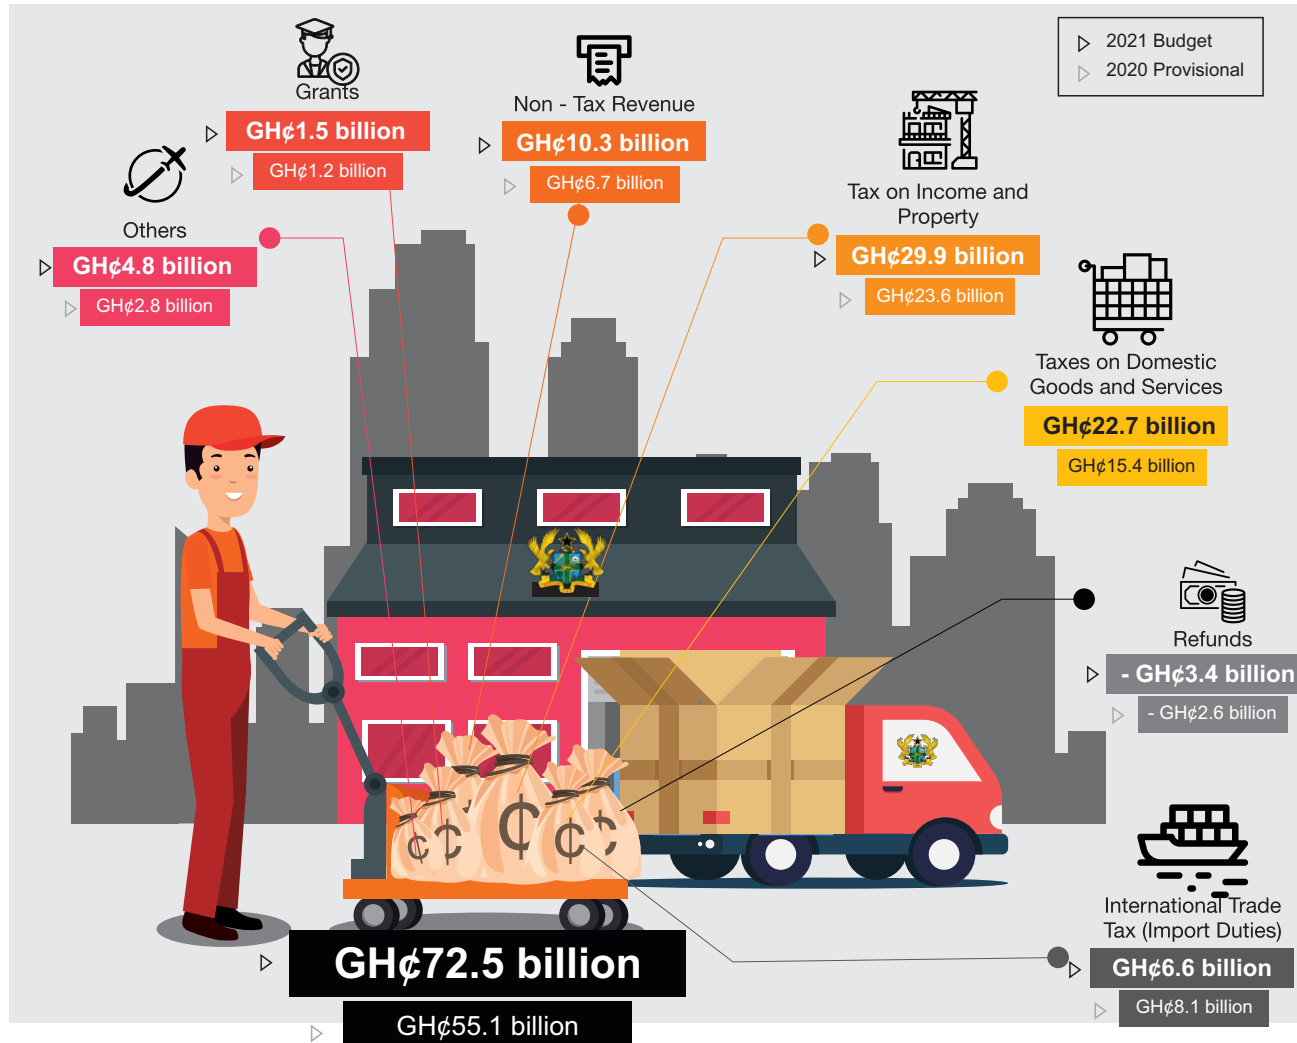 2021 Budget
2020 Provisional
Grants
GH¢1.5 billion
GH¢1.2 billion
Non - Tax Revenue
GH¢10.3 billion
GH¢6.7 billion
Others
GH¢4.8 billion
GH¢2.8 billion
Tax on Income and
Property
GH¢29.9 billion
GH¢23.6 billion
Taxes on Domestic
Goods and Services
GH¢22.7 billion
GH¢15.4 billion
Refunds
- GH¢3.4 billion
- GH¢2.6 billion
International Trade
Tax (Import Duties)
GH¢6.6 billion
GH¢8.1 billion
¢
¢
¢
¢
¢
GH¢72.5 billion
GH¢55.1 billion